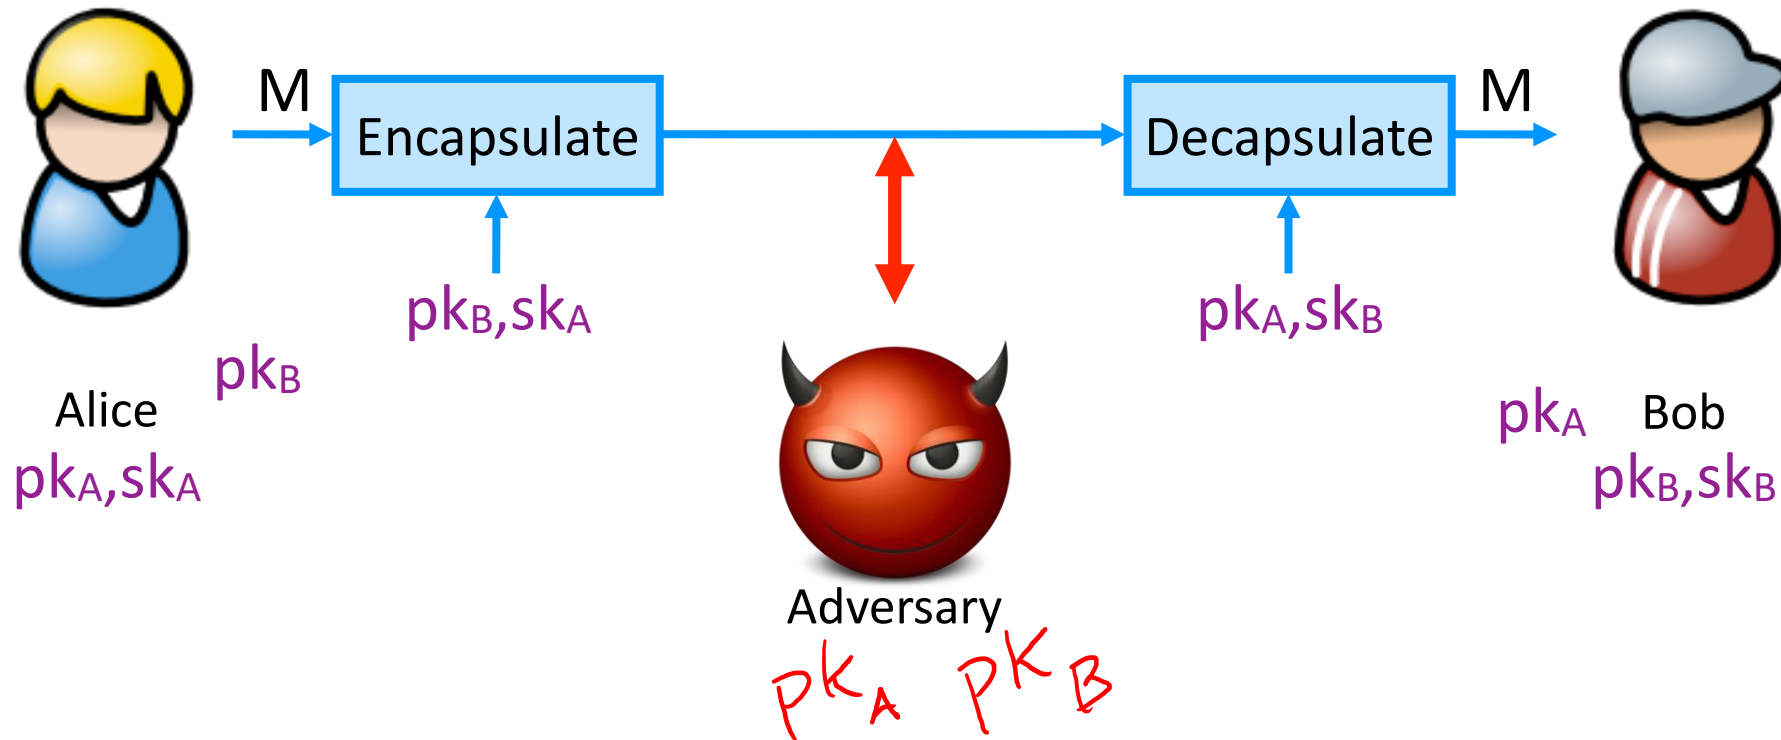 M
M
Encapsulate
Decapsulate
pkB,skA
pkA,skB
pkB
pkA
Alice
Bob
pkA,skA
pkB,skB
Adversary
pkA pkB